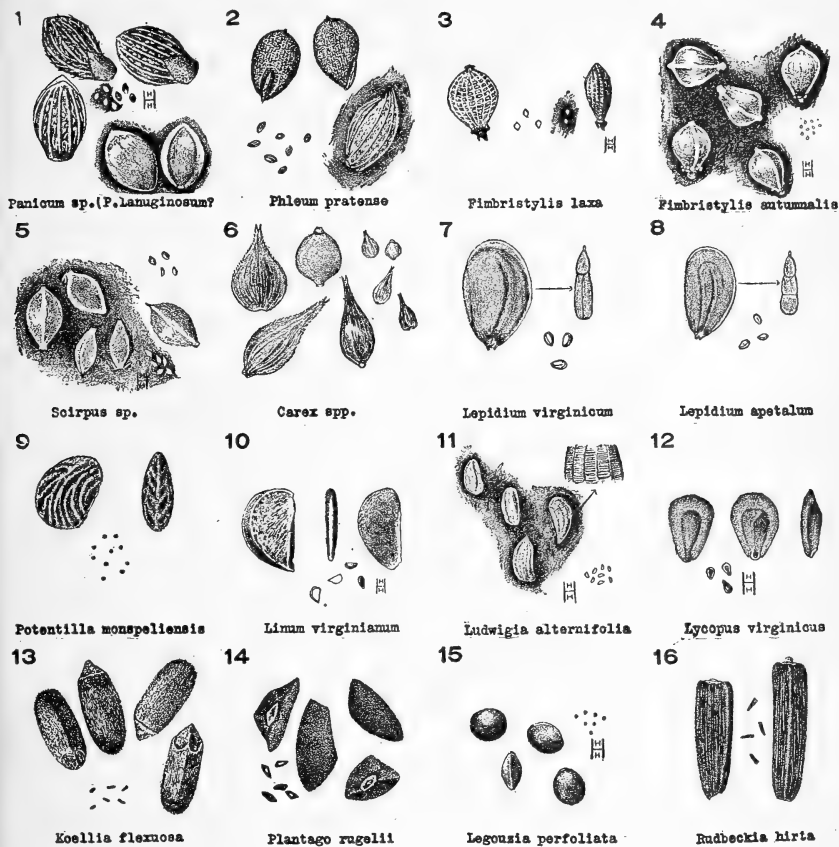 1
2
3
4
Panicum sp.(P.lanuginosum?
Phleum pratense
Fimbristylis laxa
Fimbristylis autumnalis
5
6
7
8
Scirpus sp.
Carex spp.
Lepidium virginicum
Lepidium apetalum
9
10
11
12
Potentilla monspeliensis
Linum virginianum
Ludwigia alternifolia
Lycopus virginicus
13
14
15
16
Koellia flexuosa
Plantago rugelii
Legouzia perfoliata
Rudbeckia hirta